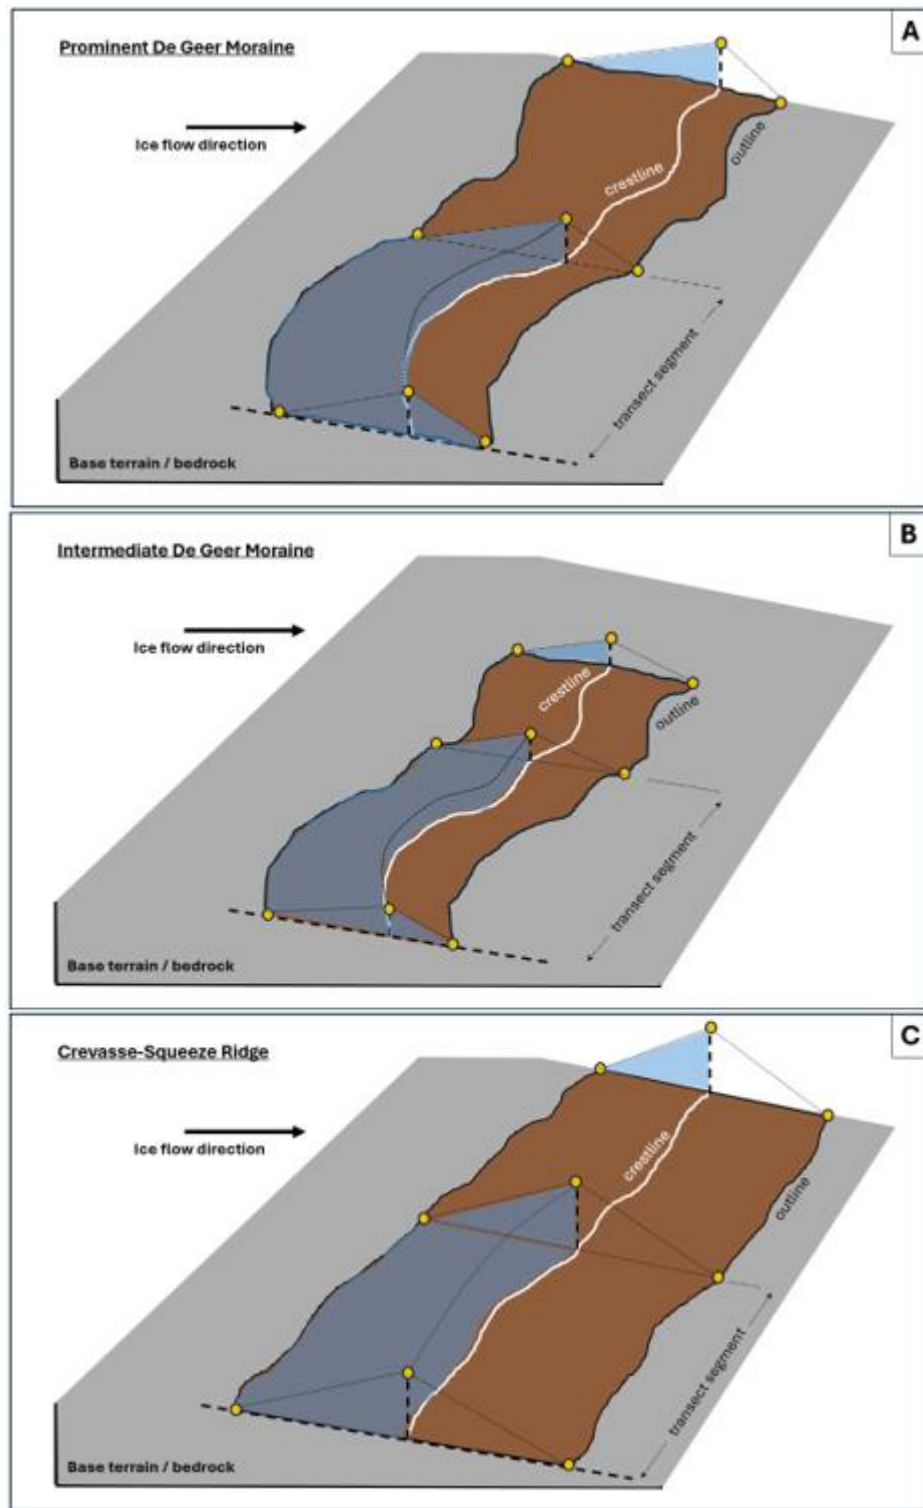 A
Prominent De Geer Moraine
Ice flow direction
crestline
outline
transect segment
Base terrain / bedrock
B
Intermediate De Geer Moraine
Ice flow direction
crestline
outline
transect segment
Base terrain / bedrock
C
Crevasse-Squeeze Ridge
Ice flow direction
crestline
outline
transect segment
Base terrain / bedrock